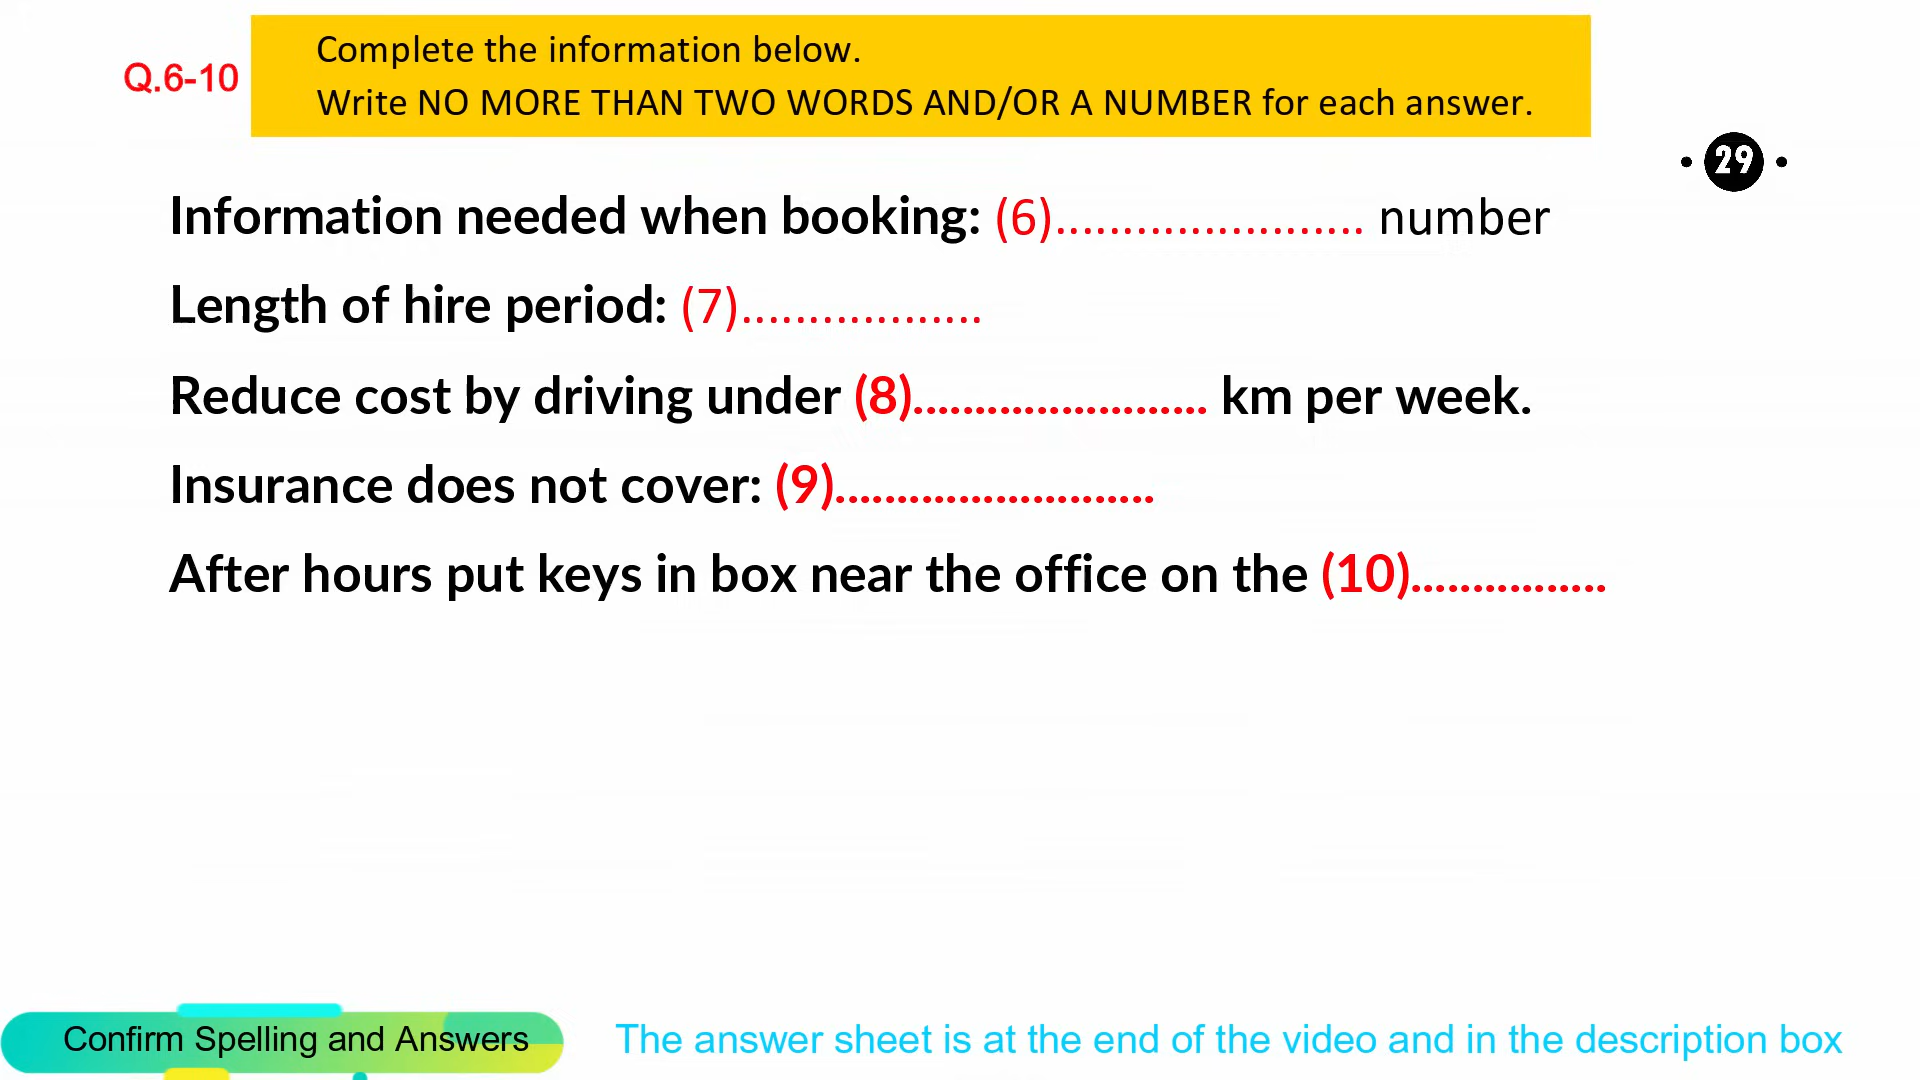 Q.6-10
Complete the information below.
Write NO MORE THAN TWO WORDS AND/OR A NUMBER for each answer.
• 29 •
Information needed when booking: (6)....................... number
Length of hire period: (7)..................
Reduce cost by driving under (8)........................ km per week.
Insurance does not cover: (9)..........................
After hours put keys in box near the office on the (10)................
Confirm Spelling and Answers
The answer sheet is at the end of the video and in the description box